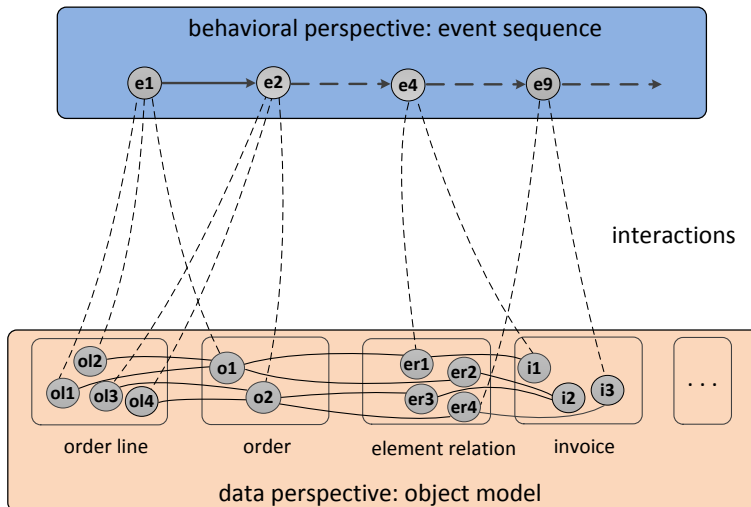 behavioral perspective: event sequence
e1 e2 e4 e9
interactions
ol2 o1 er1 er2 i1
ol1 ol3 ol4 o2 er3 er4 i2 i3 ...
order line order element relation invoice
data perspective: object model